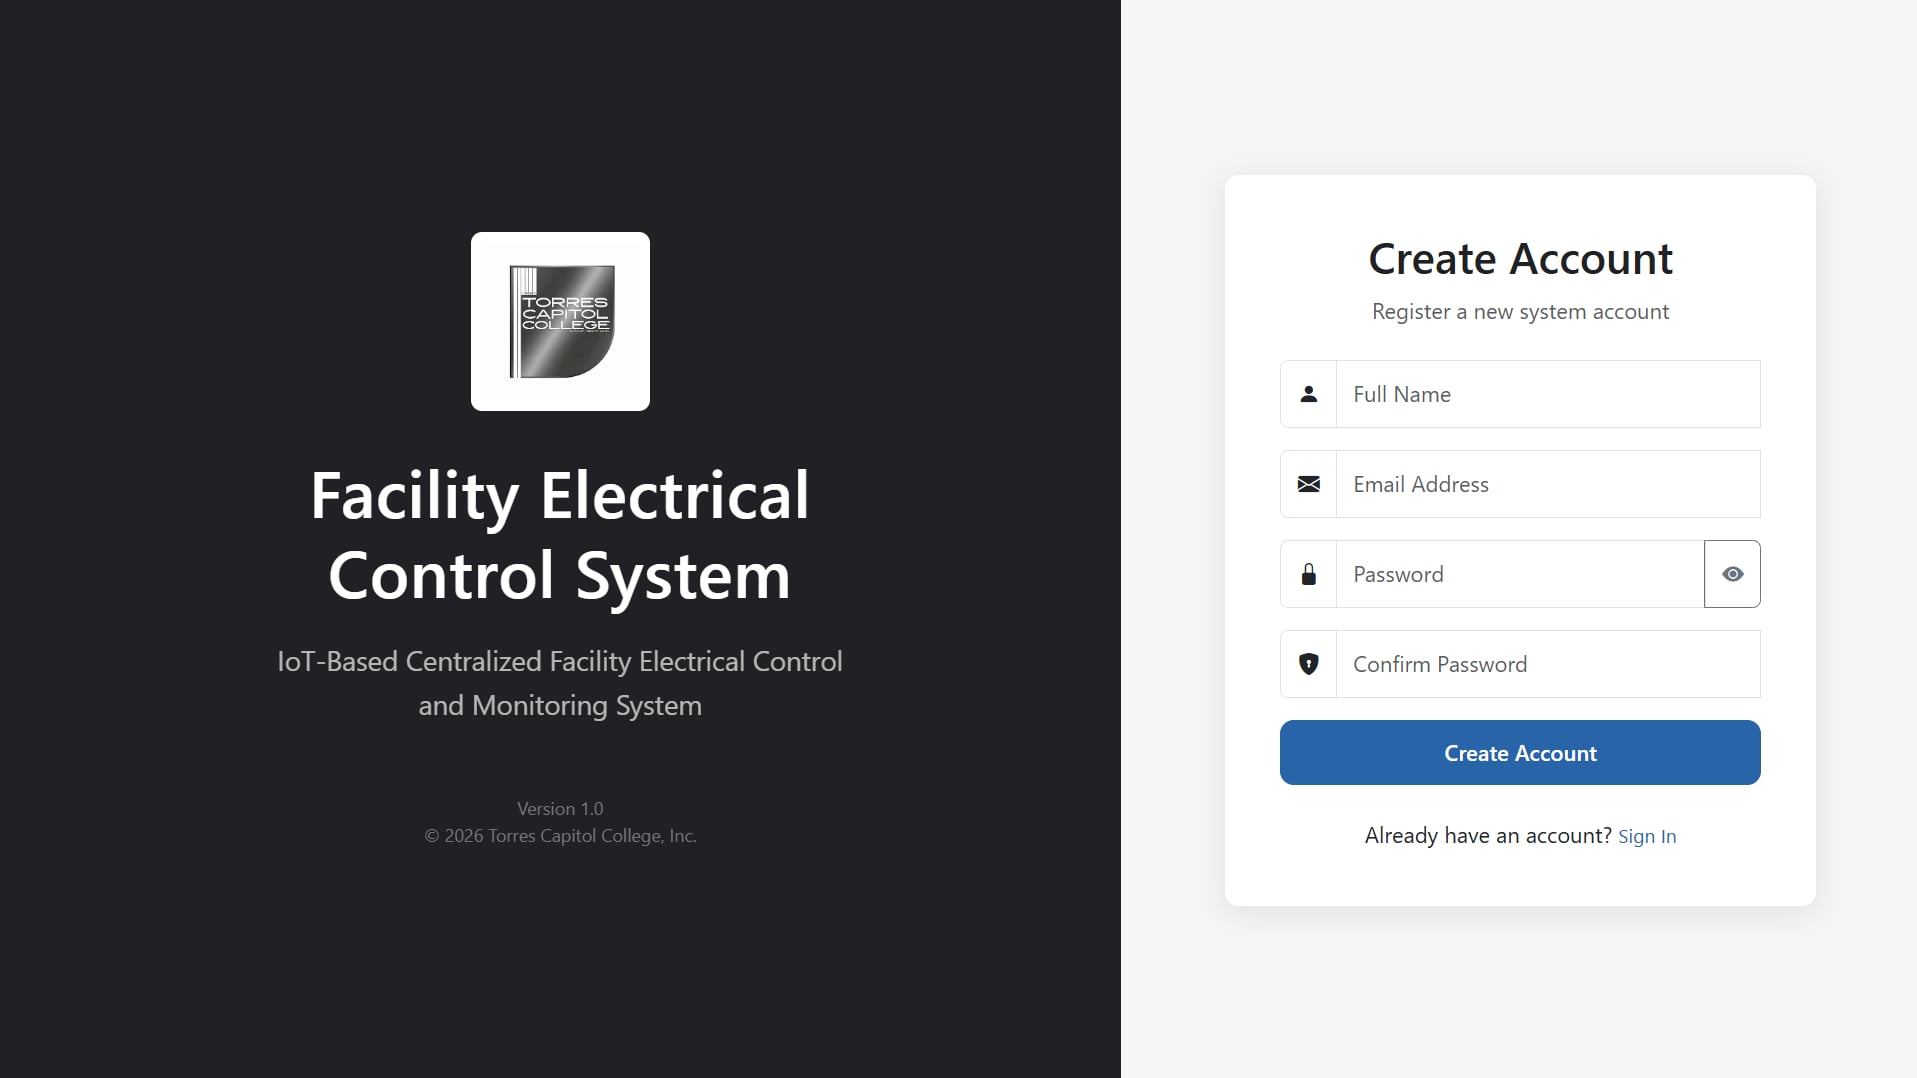 TORRES
CAPITOL
COLLEGE
Facility Electrical
Control System
IoT-Based Centralized Facility Electrical Control
and Monitoring System
Version 1.0
© 2026 Torres Capitol College, Inc.
Create Account
Register a new system account
Full Name
Email Address
Password
Confirm Password
Create Account
Already have an account? Sign In